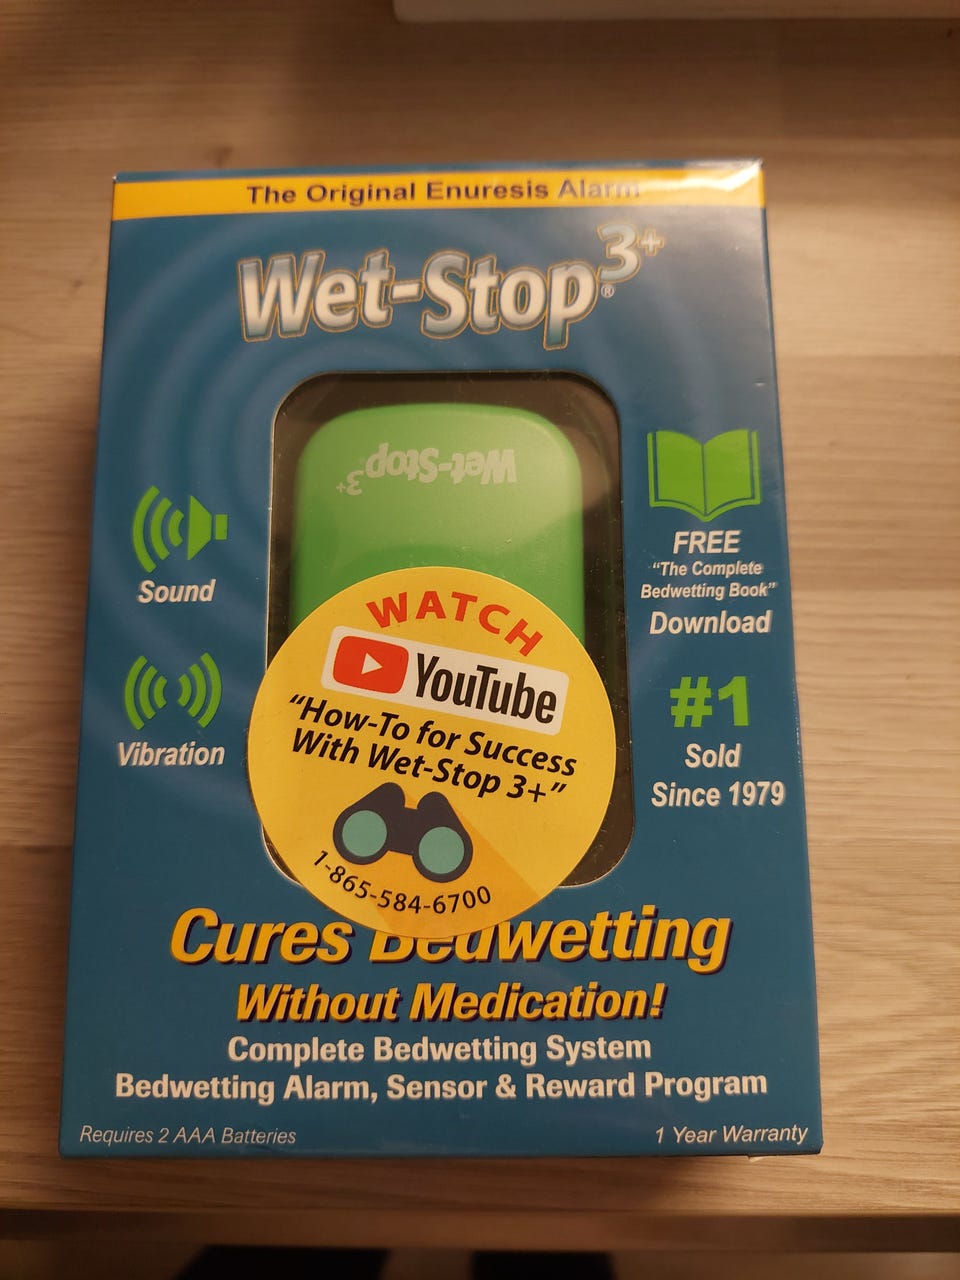 The Original Enuresis Alarm
Wet-Stop3+®
Wet-Stop3+
Sound
Vibration
FREE
"The Complete
Bedwetting Book"
Download
#1
Sold
Since 1979
WATCH
YouTube
"How-To for Success
With Wet-Stop 3+"
1-865-584-6700
Cures Bedwetting
Without Medication!
Complete Bedwetting System
Bedwetting Alarm, Sensor & Reward Program
Requires 2 AAA Batteries
1 Year Warranty